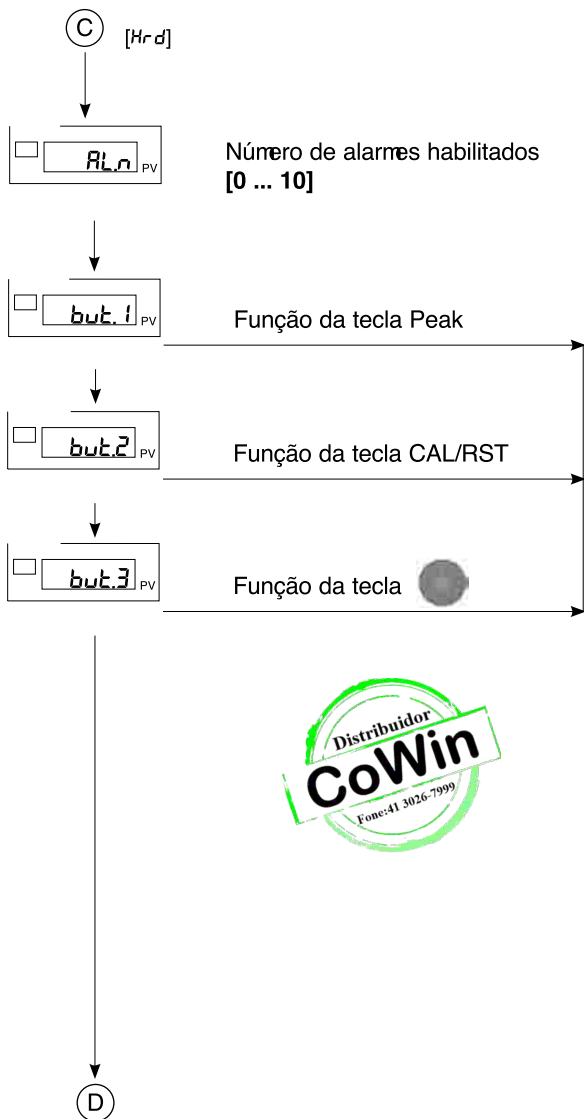 C [Hrd]
AL.n PV
Número de alarmes habilitados
[0 ... 10]
but.1 PV
Função da tecla Peak
but.2 PV
Função da tecla CAL/RST
but.3 PV
Função da tecla
Distribuidor
CoWin
Fone:41 3026-7999
D